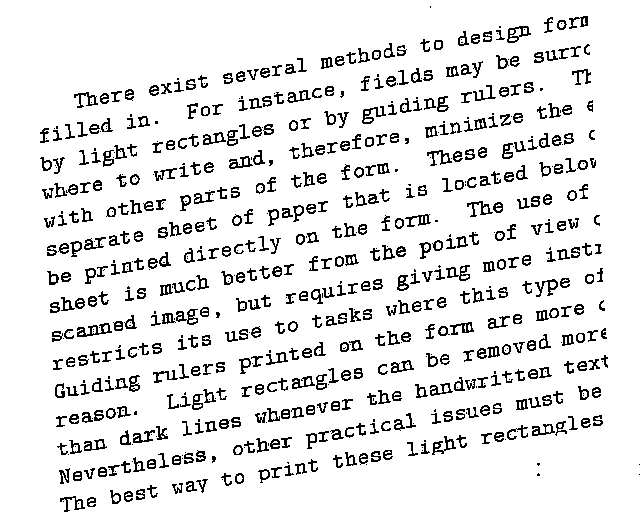 There exist several methods to design
filled in. For instance, fields may be
by light rectangles or by guiding rulers.
where to write and, therefore, minimize the
with other parts of the form. These guides
separate sheet of paper that is located below
be printed directly on the form. The use of
sheet is much better from the point of view
scanned image, but requires giving more
restricts its use to tasks where this type of
Guiding rulers printed on the form are more
reason. Light rectangles can be removed more
than dark lines whenever the handwritten text
Nevertheless, other practical issues must be
The best way to print these light rectangles